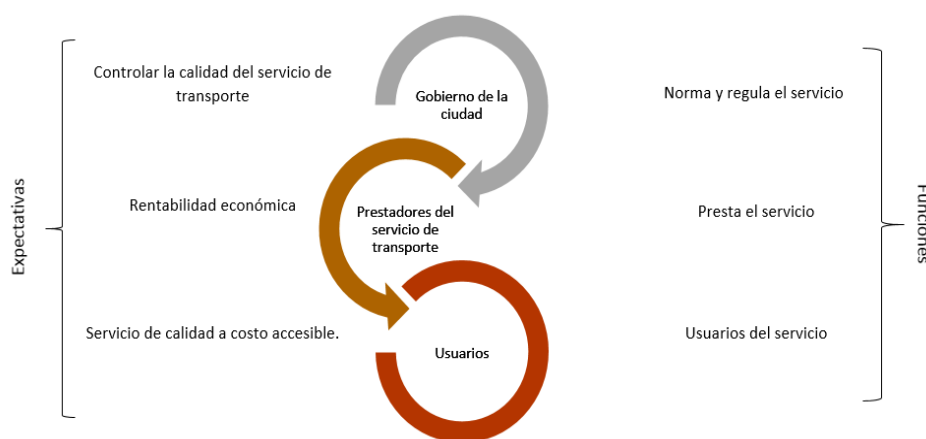 Expectativas
Controlar la calidad del servicio de
transporte
Rentabilidad económica
Servicio de calidad a costo accesible.
Gobierno de la
ciudad
Prestadores del
servicio de
transporte
Usuarios
Norma y regula el servicio
Presta el servicio
Usuarios del servicio
Funciones